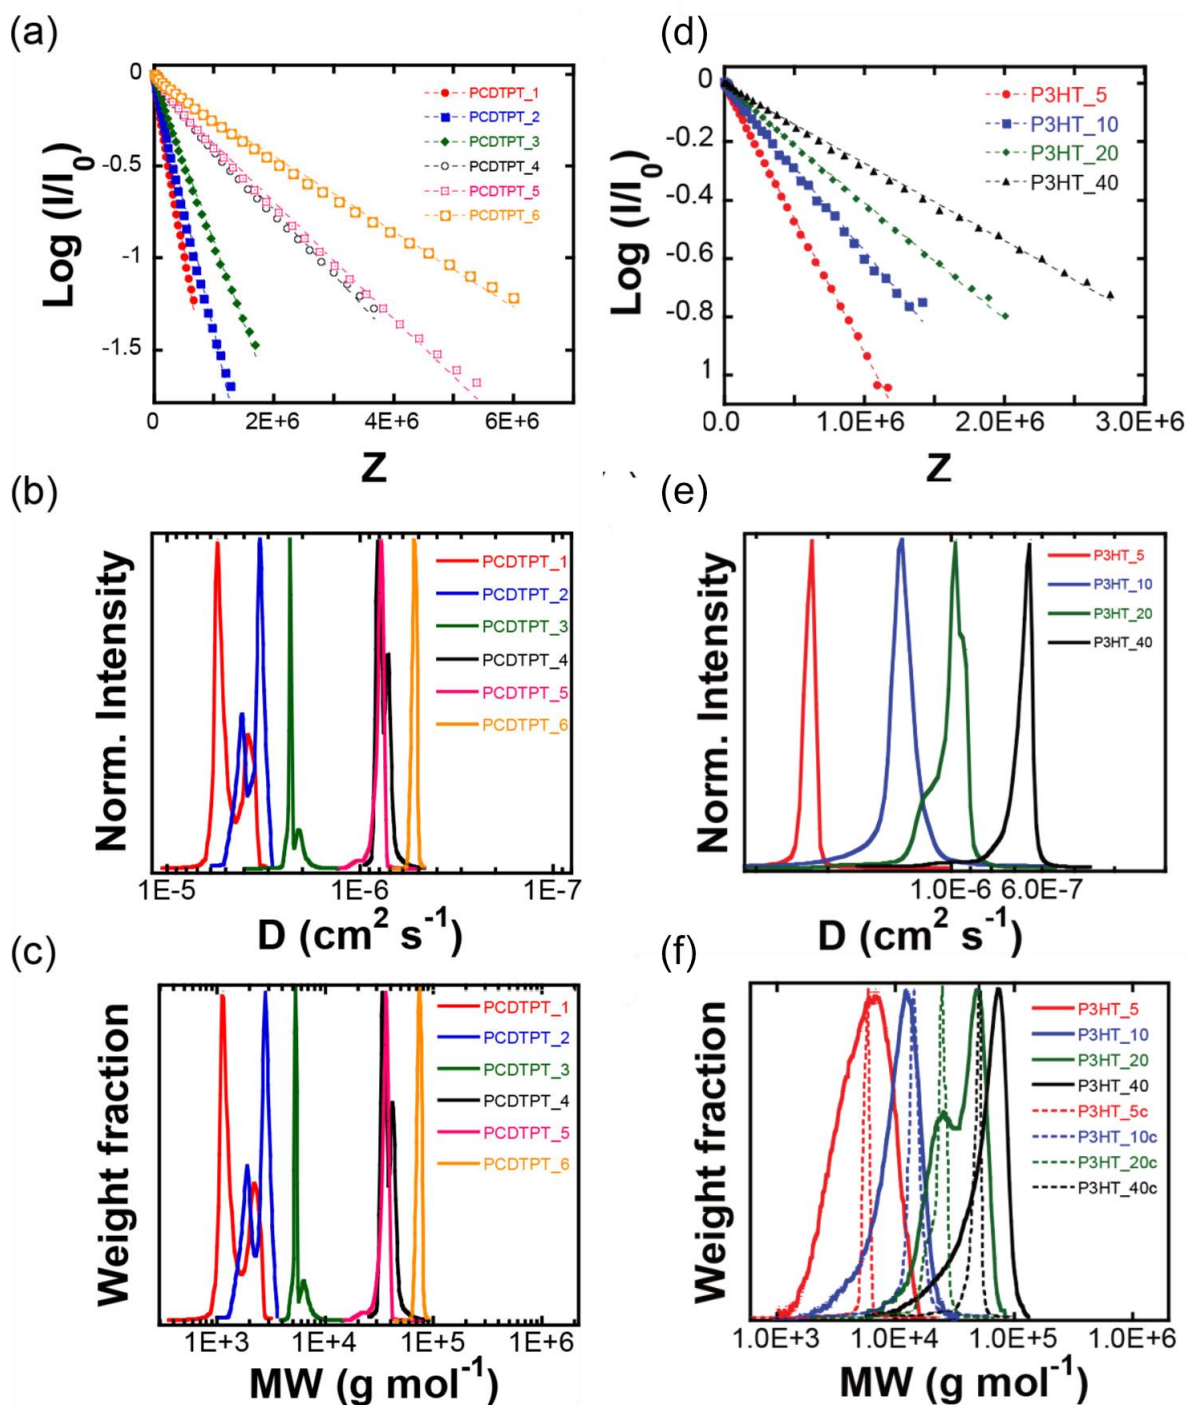 (a)
Log (I/I0)
0
-0.5
-1
-1.5
PCDTPT_1
PCDTPT_2
PCDTPT_3
PCDTPT_4
PCDTPT_5
PCDTPT_6
0 2E+6 4E+6 6E+6
Z
(d)
Log (I/I0)
0
-0.2
-0.4
-0.6
-0.8
1
P3HT_5
P3HT_10
P3HT_20
P3HT_40
0.0 1.0E+6 2.0E+6 3.0E+6
Z
(b)
Norm. Intensity
PCDTPT_1
PCDTPT_2
PCDTPT_3
PCDTPT_4
PCDTPT_5
PCDTPT_6
1E-5 1E-6 1E-7
D (cm² s⁻¹)
(e)
Norm. Intensity
P3HT_5
P3HT_10
P3HT_20
P3HT_40
1.0E-6 6.0E-7
D (cm² s⁻¹)
(c)
Weight fraction
PCDTPT_1
PCDTPT_2
PCDTPT_3
PCDTPT_4
PCDTPT_5
PCDTPT_6
1E+3 1E+4 1E+5 1E+6
MW (g mol⁻¹)
(f)
Weight fraction
P3HT_5
P3HT_10
P3HT_20
P3HT_40
P3HT_5c
P3HT_10c
P3HT_20c
P3HT_40c
1.0E+3 1.0E+4 1.0E+5 1.0E+6
MW (g mol⁻¹)